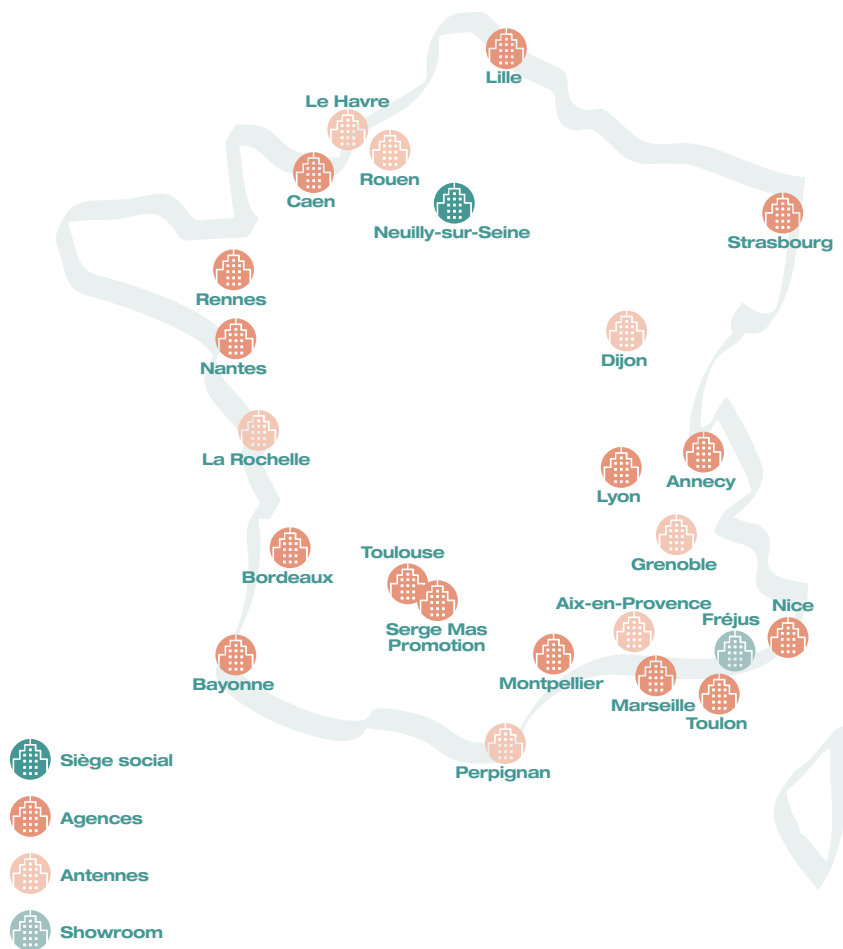 Lille
Le Havre
Rouen
Caen
Neuilly-sur-Seine
Strasbourg
Rennes
Nantes
Dijon
La Rochelle
Lyon
Annecy
Bordeaux
Toulouse
Grenoble
Serge Mas
Promotion
Aix-en-Provence
Fréjus
Nice
Bayonne
Montpellier
Marseille
Toulon
Perpignan
Siège social
Agences
Antennes
Showroom